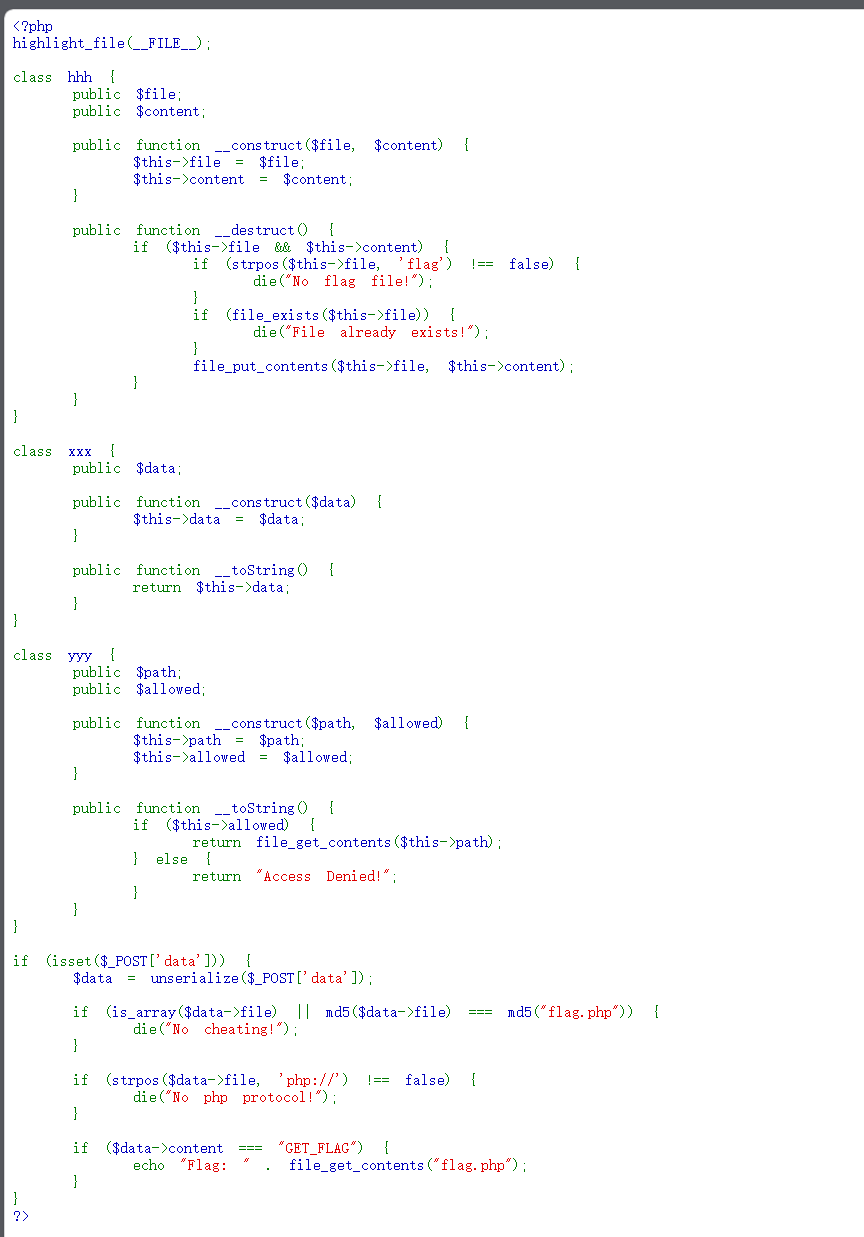 <?php
highlight_file(__FILE__);
class hhh {
public $file;
public $content;
public function __construct($file, $content) {
$this->file = $file;
$this->content = $content;
}
public function __destruct() {
if ($this->file && $this->content) {
if (strpos($this->file, 'flag') !== false) {
die("No flag file!");
}
if (file_exists($this->file)) {
die("File already exists!");
}
file_put_contents($this->file, $this->content);
}
}
}
class xxx {
public $data;
public function __construct($data) {
$this->data = $data;
}
public function __toString() {
return $this->data;
}
}
class yyy {
public $path;
public $allowed;
public function __construct($path, $allowed) {
$this->path = $path;
$this->allowed = $allowed;
}
public function __toString() {
if ($this->allowed) {
return file_get_contents($this->path);
} else {
return "Access Denied!";
}
}
}
if (isset($_POST['data'])) {
$data = unserialize($_POST['data']);
if (is_array($data->file) || md5($data->file) === md5("flag.php")) {
die("No cheating!");
}
if (strpos($data->file, 'php://') !== false) {
die("No php protocol!");
}
if ($data->content === "GET_FLAG") {
echo "Flag: " . file_get_contents("flag.php");
}
}
?>